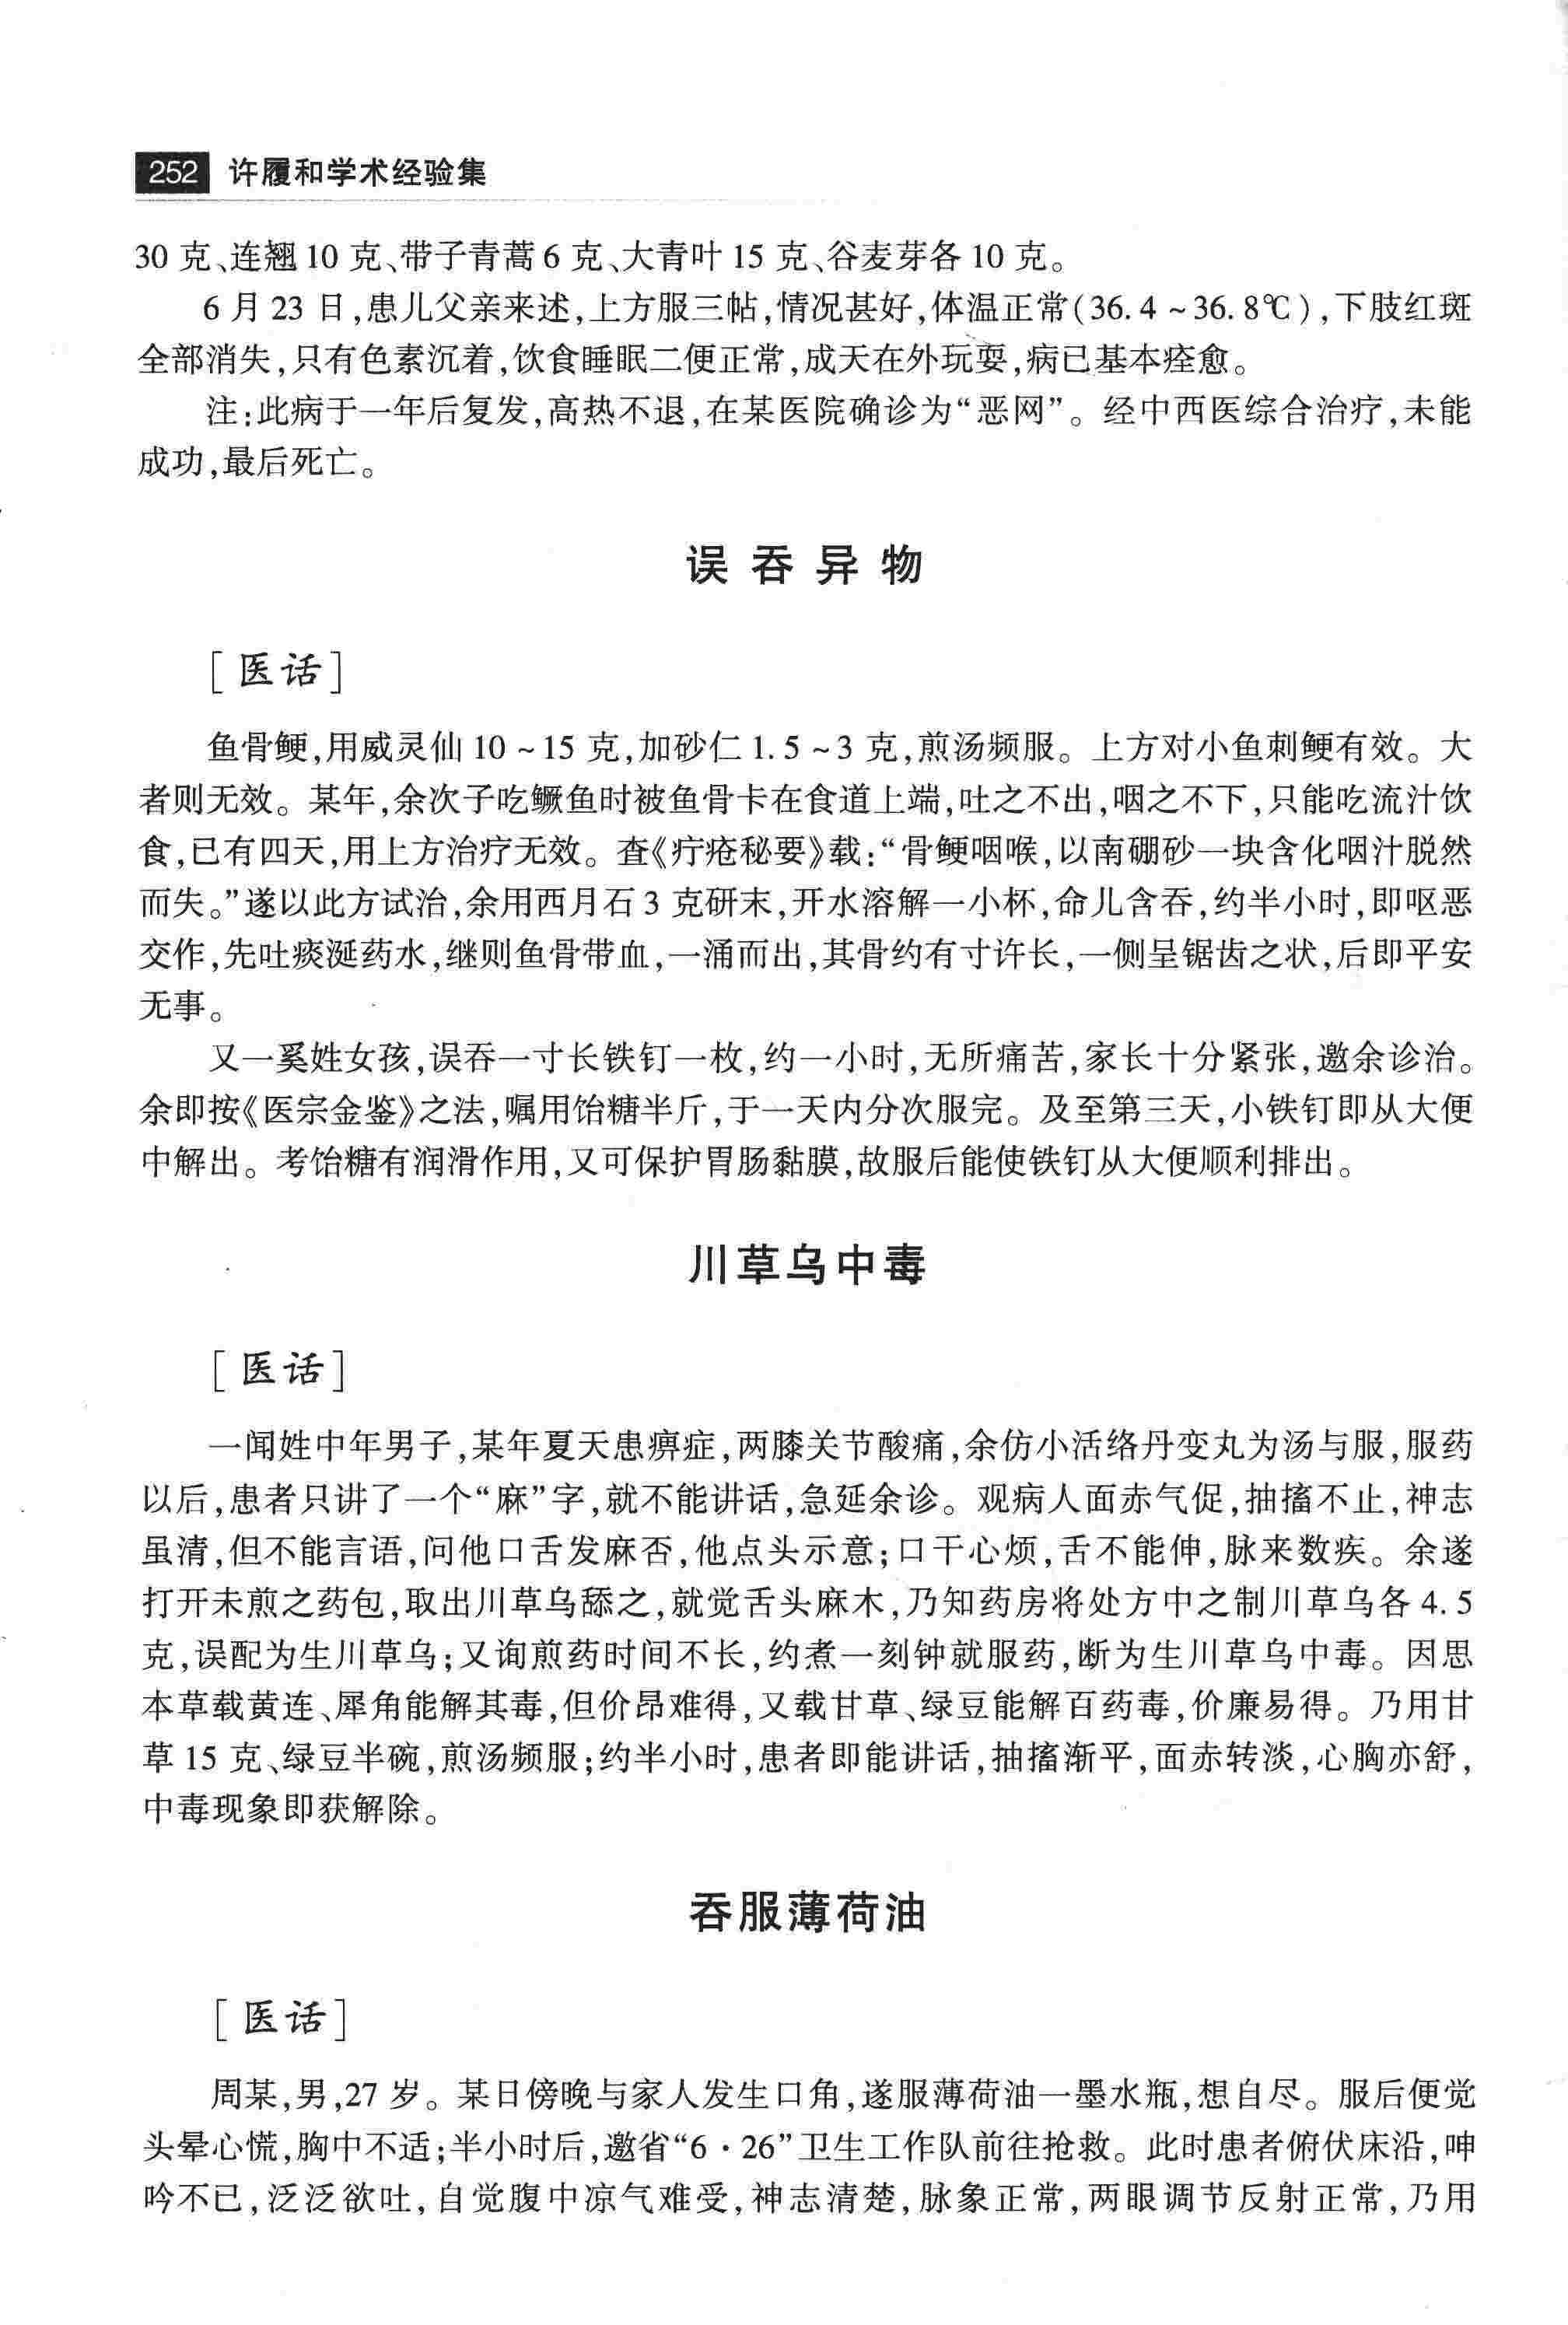 252 许履和学术经验集
30 克、连翘 10 克、带子青蒿 6 克、大青叶 15 克、谷麦芽各 10 克。
6 月 23 日,患儿父亲来述,上方服三帖,情况甚好,体温正常(36.4～36.8℃),下肢红斑
全部消失,只有色素沉着,饮食睡眠二便正常,成天在外玩耍,病已基本痊愈。
注:此病于一年后复发,高热不退,在某医院确诊为“恶网”。经中西医综合治疗,未能
成功,最后死亡。
误吞异物
[医话]
鱼骨鲠,用威灵仙 10～15 克,加砂仁 1.5～3 克,煎汤频服。上方对小鱼刺鲠有效。大
者则无效。某年,余次子吃鳜鱼时被鱼骨卡在食道上端,吐之不出,咽之不下,只能吃流汁饮
食,已有四天,用上方治疗无效。查《疔疮秘要》载:“骨鲠咽喉,以南硼砂一块含化咽汁脱然
而失。”遂以此方试治,余用西月石 3 克研末,开水溶解一小杯,命儿含吞,约半小时,即呕恶
交作,先吐痰涎药水,继则鱼骨带血,一涌而出,其骨约有寸许长,一侧呈锯齿之状,后即平安
无事。
又一奚姓女孩,误吞一寸长铁钉一枚,约一小时,无所痛苦,家长十分紧张,邀余诊治。
余即按《医宗金鉴》之法,嘱用饴糖半斤,于一天内分次服完。及至第三天,小铁钉即从大便
中解出。考饴糖有润滑作用,又可保护胃肠黏膜,故服后能使铁钉从大便顺利排出。
川草乌中毒
[医话]
一闻姓中年男子,某年夏天患痹症,两膝关节酸痛,余仿小活络丹变丸为汤与服,服药
以后,患者只讲了一个“麻”字,就不能讲话,急延余诊。观病人面赤气促,抽搐不止,神志
虽清,但不能言语,问他口舌发麻否,他点头示意;口干心烦,舌不能伸,脉来数疾。余遂
打开未煎之药包,取出川草乌舔之,就觉舌头麻木,乃知药房将处方中之制川草乌各 4.5
克,误配为生川草乌;又询煎药时间不长,约煮一刻钟就服药,断为生川草乌中毒。因思
本草载黄连、犀角能解其毒,但价昂难得,又载甘草、绿豆能解百药毒,价廉易得。乃用甘
草 15 克、绿豆半碗,煎汤频服;约半小时,患者即能讲话,抽搐渐平,面赤转淡,心胸亦舒,
中毒现象即获解除。
吞服薄荷油
[医话]
周某,男,27 岁。某日傍晚与家人发生口角,遂服薄荷油一墨水瓶,想自尽。服后便觉
头晕心慌,胸中不适;半小时后,邀省“6·26”卫生工作队前往抢救。此时患者俯伏床沿,呻
吟不已,泛泛欲吐,自觉腹中凉气难受,神志清楚,脉象正常,两眼调节反射正常,乃用